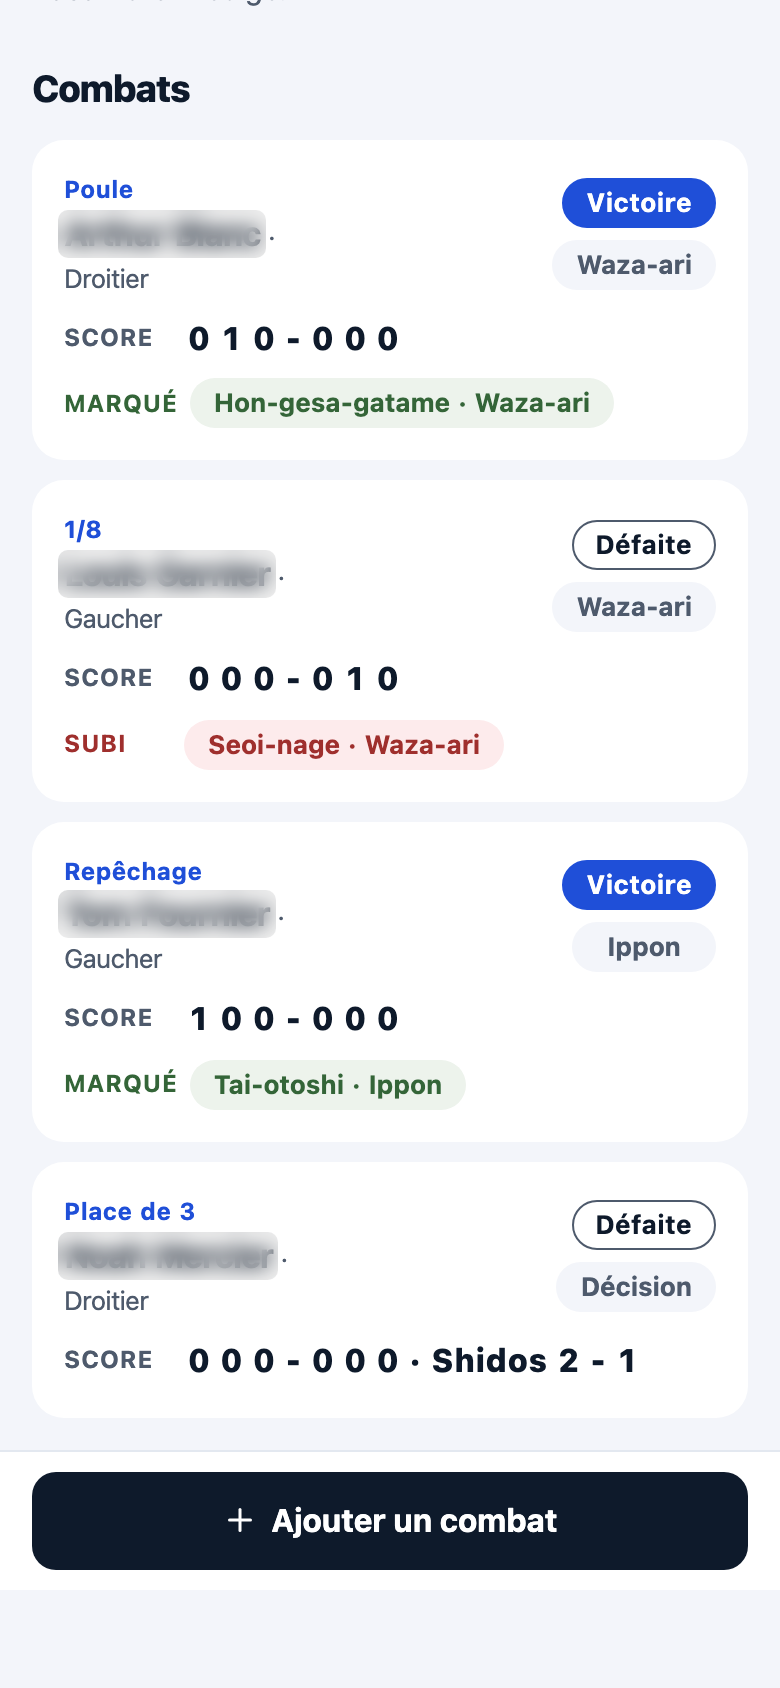 Combats
Poule
Victoire
Waza-ari
Droitier
SCORE 0 1 0 - 0 0 0
MARQUÉ Hon-gesa-gatame · Waza-ari
1/8
Défaite
Waza-ari
Gaucher
SCORE 0 0 0 - 0 1 0
SUBI Seoi-nage · Waza-ari
Repêchage
Victoire
Ippon
Gaucher
SCORE 1 0 0 - 0 0 0
MARQUÉ Tai-otoshi · Ippon
Place de 3
Défaite
Décision
Droitier
SCORE 0 0 0 - 0 0 0 · Shidos 2 - 1
+ Ajouter un combat